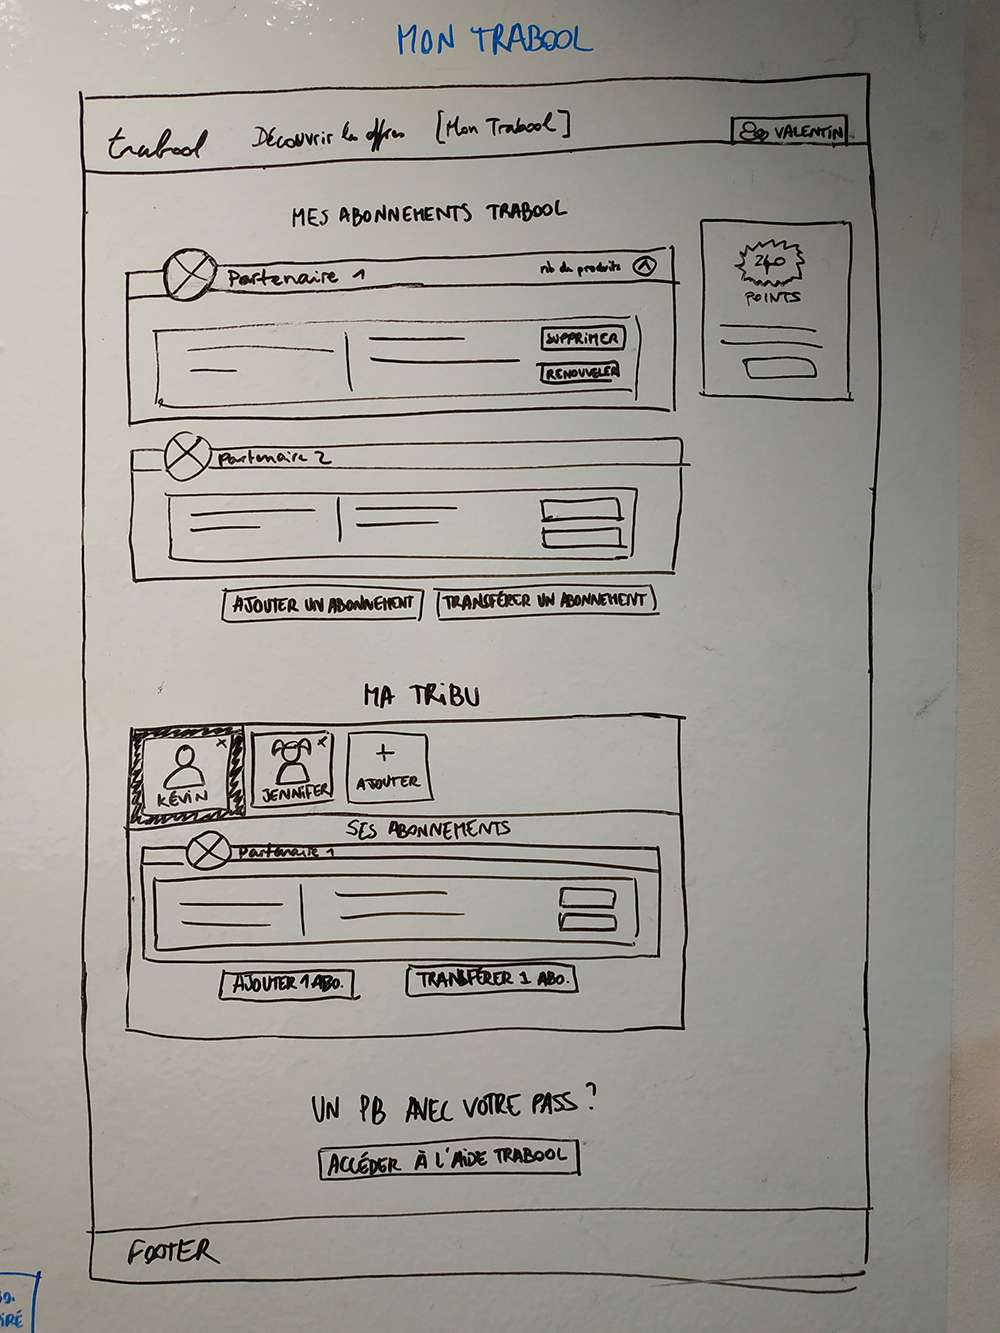 MON TRABOOL
trabool
Découvrir les offres
[Mon Trabool]
VALENTIN
MES ABONNEMENTS TRABOOL
Partenaire 1
nb de produits
240
POINTS
SUPPRIMER
RENOUVELER
Partenaire 2
AJOUTER UN ABONNEMENT
TRANSFÉRER UN ABONNEMENT
MA TRIBU
KÉVIN
x
JENNIFER
x
+
AJOUTER
SES ABONNEMENTS
Partenaire 1
AJOUTER 1 ABO.
TRANSFÉRER 1 ABO.
UN PB AVEC VOTRE PASS ?
ACCÉDER À L'AIDE TRABOOL
FOOTER